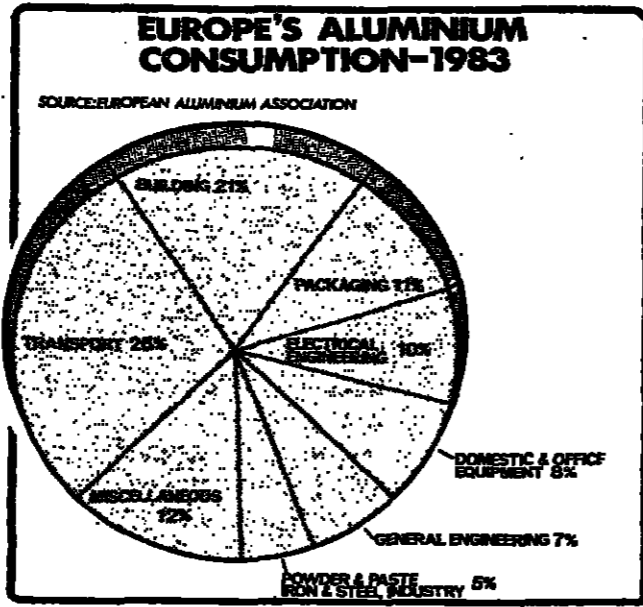 EUROPE'S ALUMINIUM
CONSUMPTION-1983
SOURCE:EUROPEAN ALUMINIUM ASSOCIATION
BUILDING 21%
PACKAGING 11%
TRANSPORT 26%
ELECTRICAL
ENGINEERING 10%
DOMESTIC & OFFICE
EQUIPMENT 8%
MISCELLANEOUS
12%
GENERAL ENGINEERING 7%
POWDER & PASTE
IRON & STEEL INDUSTRY 5%